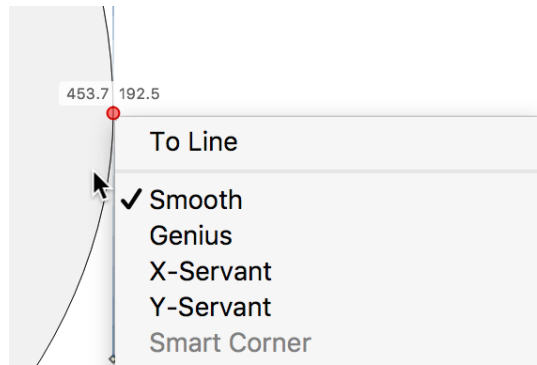 453.7 192.5
To Line
✓ Smooth
Genius
X-Servant
Y-Servant
Smart Corner